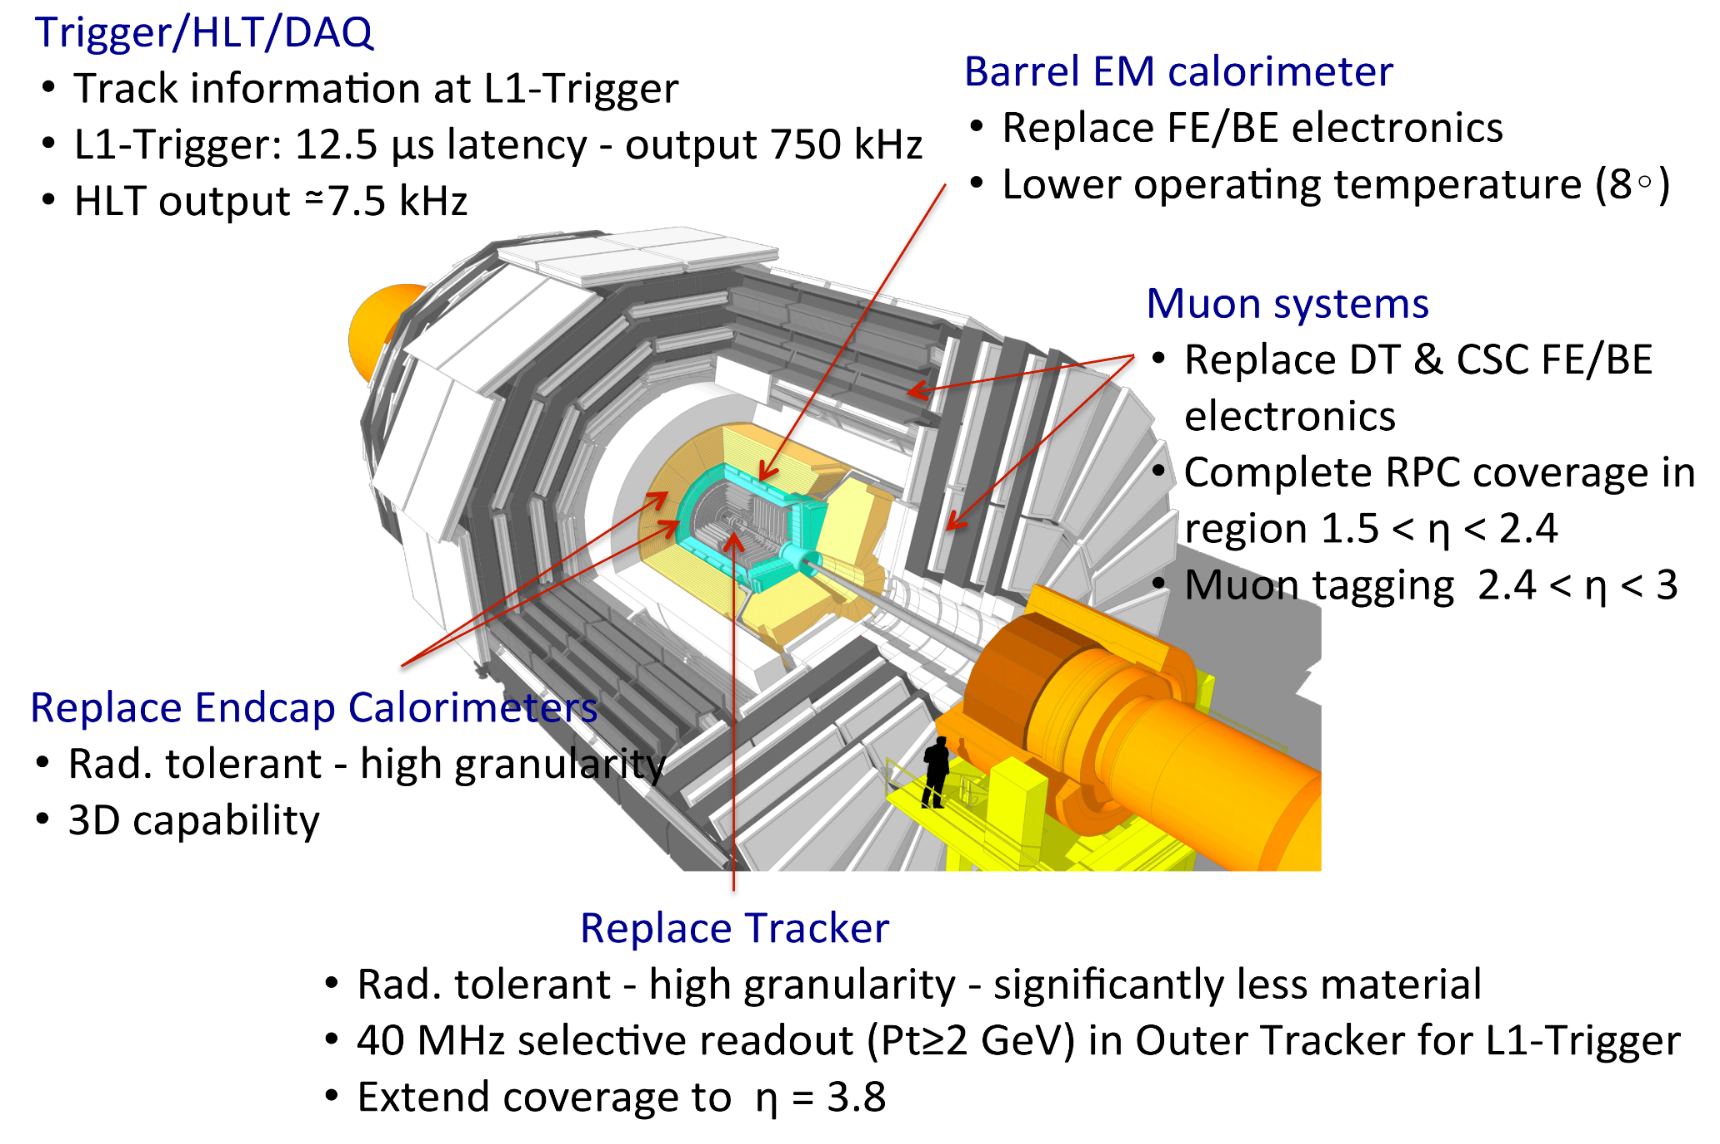 Trigger/HLT/DAQ
• Track information at L1-Trigger
• L1-Trigger: 12.5 µs latency - output 750 kHz
• HLT output ≃7.5 kHz
Barrel EM calorimeter
• Replace FE/BE electronics
• Lower operating temperature (8◦)
Muon systems
• Replace DT & CSC FE/BE
electronics
• Complete RPC coverage in
region 1.5 < η < 2.4
• Muon tagging 2.4 < η < 3
Replace Endcap Calorimeters
• Rad. tolerant - high granularity
• 3D capability
Replace Tracker
• Rad. tolerant - high granularity - significantly less material
• 40 MHz selective readout (Pt≥2 GeV) in Outer Tracker for L1-Trigger
• Extend coverage to η = 3.8